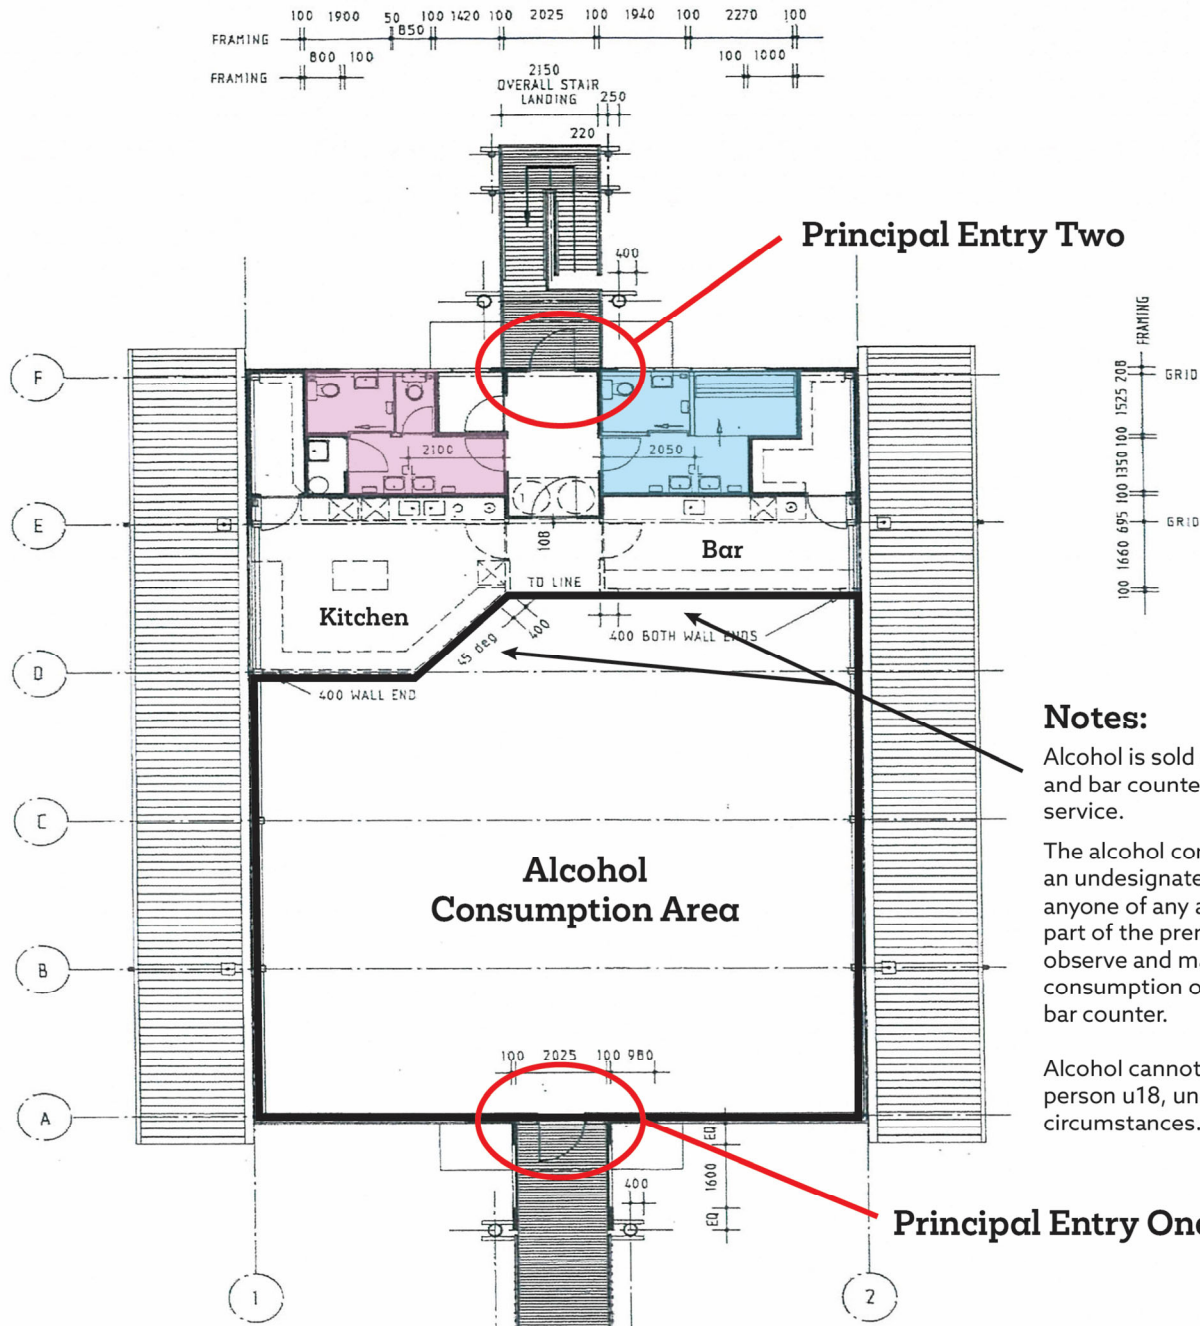 100 1900 50 100 1420 100 2025 100 1940 100 2270 100
850
FRAMING
800 100
100 1000
FRAMING
2150
OVERALL STAIR
LANDING
250
220
Principal Entry Two
400
FRAMING
F
GRID
208
1525
100
1350
100
695
1660
100
2100
2050
E
GRID
108
Bar
TO LINE
Kitchen
400
45 deg
400 BOTH WALL ENDS
D
400 WALL END
Notes:
Alcohol is sold
and bar counte
service.
The alcohol con
an undesignate
anyone of any a
part of the prem
observe and ma
consumption o
bar counter.
Alcohol cannot
person u18, un
circumstances.
C
Alcohol
Consumption Area
B
100 2025 100 980
A
EQ
1600
EQ
400
Principal Entry One
1
2